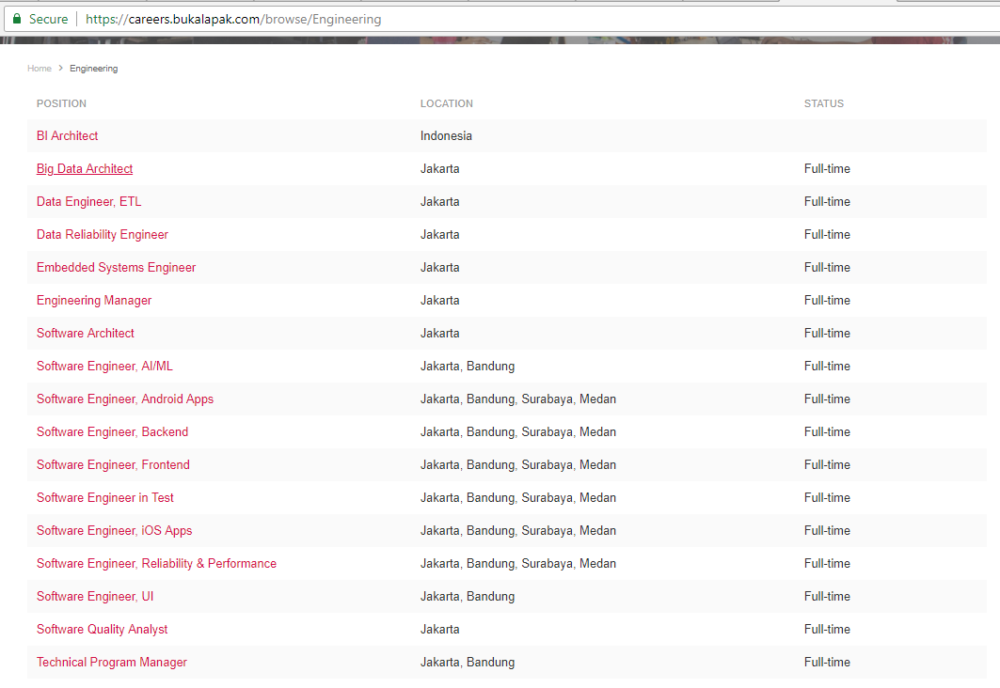 Secure https://careers.bukalapak.com/browse/Engineering
Home > Engineering
POSITION LOCATION STATUS
BI Architect Indonesia
Big Data Architect Jakarta Full-time
Data Engineer, ETL Jakarta Full-time
Data Reliability Engineer Jakarta Full-time
Embedded Systems Engineer Jakarta Full-time
Engineering Manager Jakarta Full-time
Software Architect Jakarta Full-time
Software Engineer, AI/ML Jakarta, Bandung Full-time
Software Engineer, Android Apps Jakarta, Bandung, Surabaya, Medan Full-time
Software Engineer, Backend Jakarta, Bandung, Surabaya, Medan Full-time
Software Engineer, Frontend Jakarta, Bandung, Surabaya, Medan Full-time
Software Engineer in Test Jakarta, Bandung, Surabaya, Medan Full-time
Software Engineer, iOS Apps Jakarta, Bandung, Surabaya, Medan Full-time
Software Engineer, Reliability & Performance Jakarta, Bandung, Surabaya, Medan Full-time
Software Engineer, UI Jakarta, Bandung Full-time
Software Quality Analyst Jakarta Full-time
Technical Program Manager Jakarta, Bandung Full-time